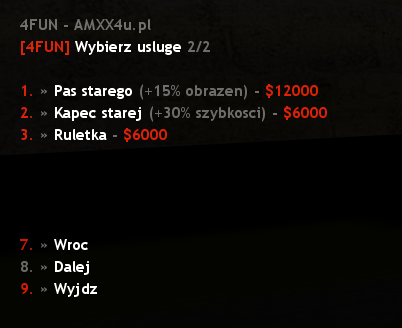 4FUN - AMXX4u.pl
[4FUN] Wybierz usluge 2/2
1. » Pas starego (+15% obrazen) - $12000
2. » Kapec starej (+30% szybkosci) - $6000
3. » Ruletka - $6000
7. » Wroc
8. » Dalej
9. » Wyjdz